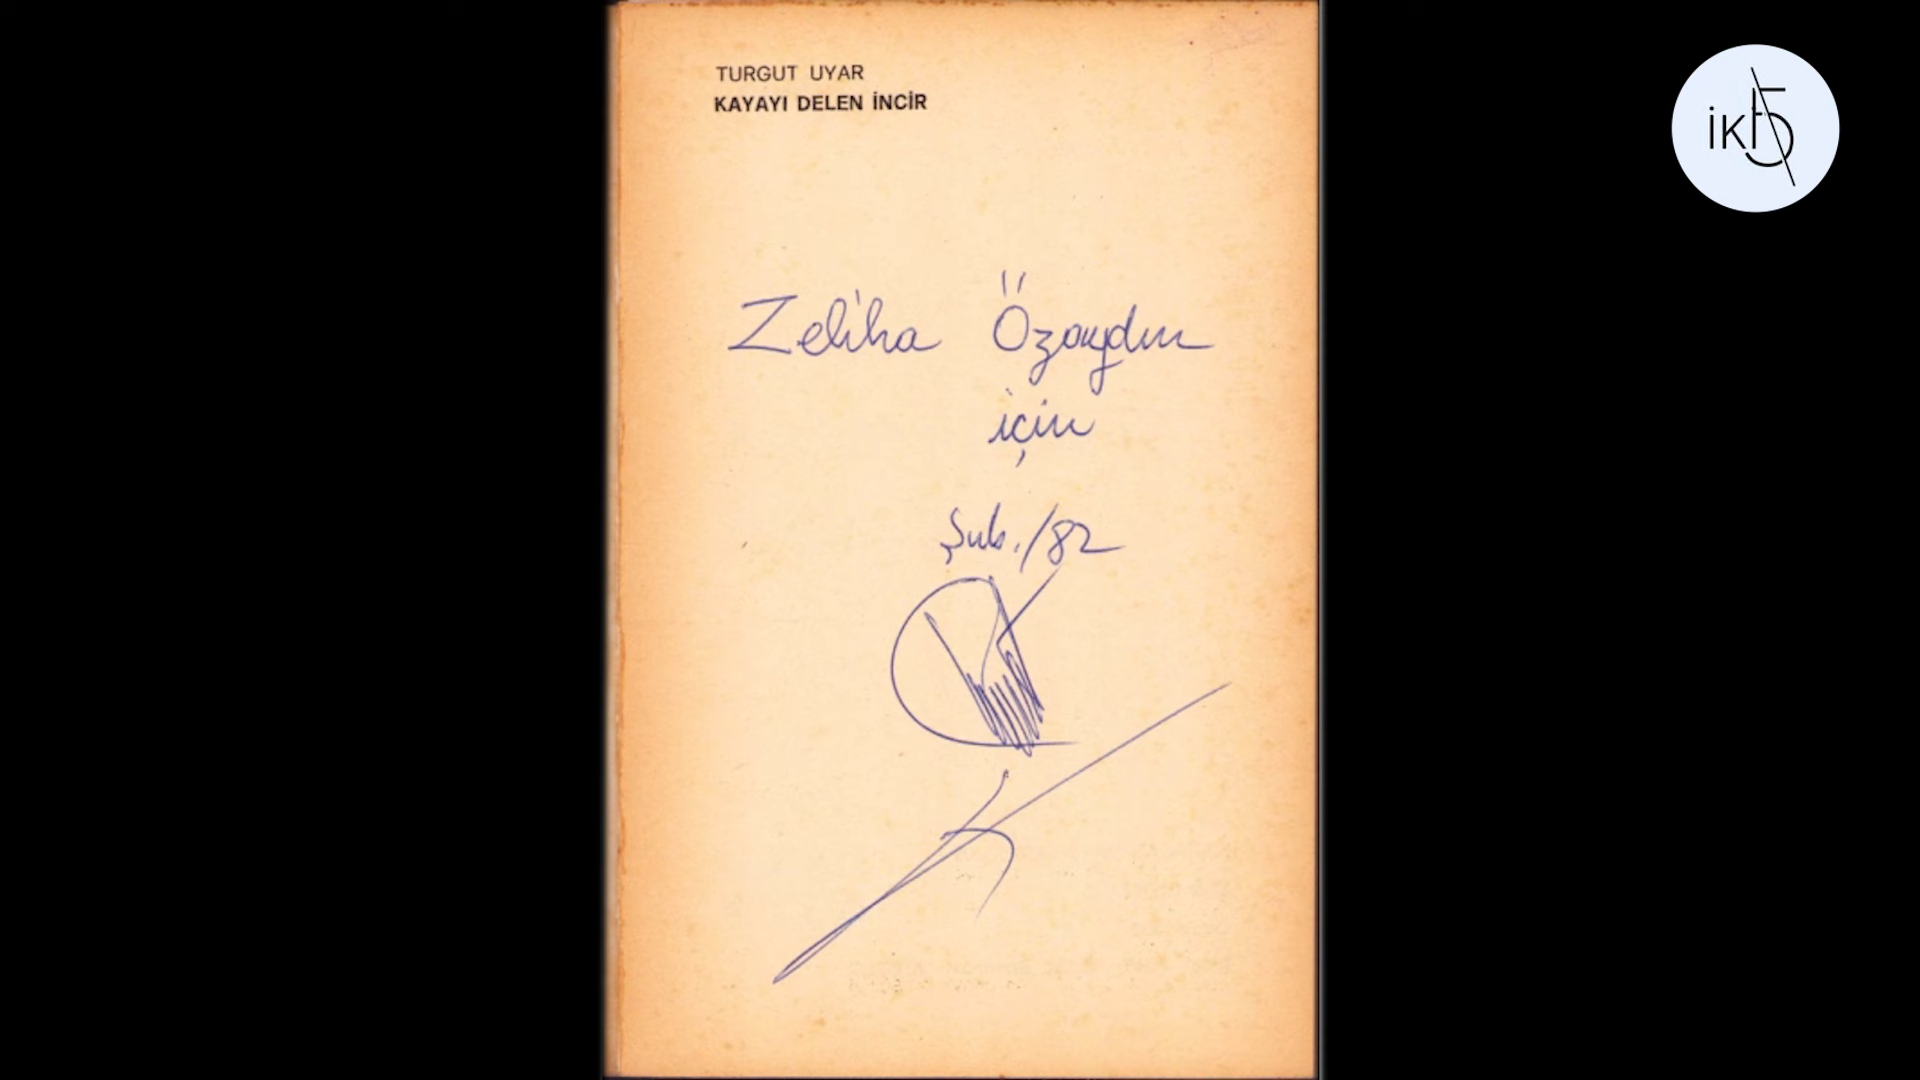 TURGUT UYAR
KAYAYI DELEN İNCİR
Zeliha Özaydın
için
Şub./82